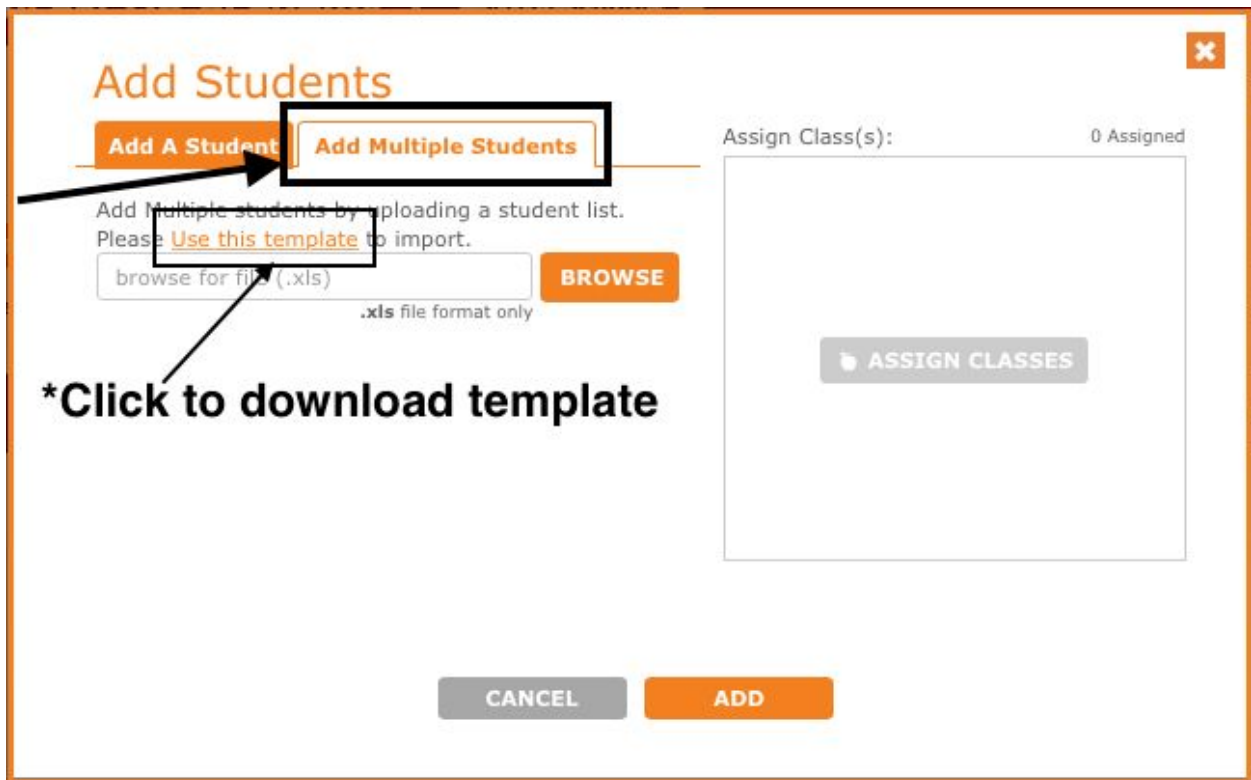 Add Students
Add A Student
Add Multiple Students
Add Multiple students by uploading a student list.
Please Use this template to import.
browse for file (.xls)
BROWSE
.xls file format only
*Click to download template
Assign Class(s):
0 Assigned
ASSIGN CLASSES
CANCEL
ADD